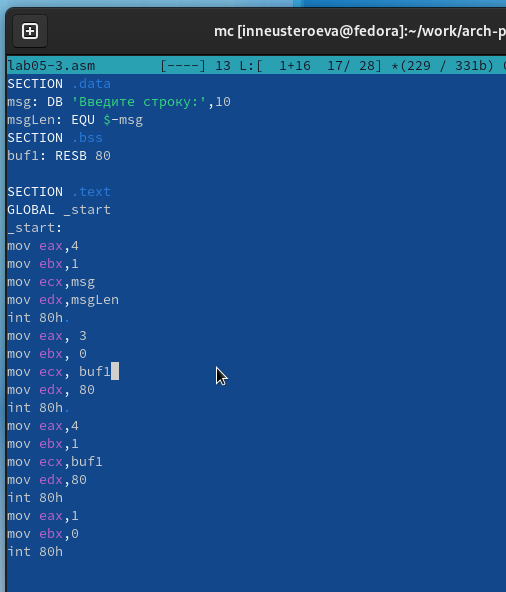 mc [inneusteroeva@fedora]:~/work/arch-p
lab05-3.asm [----] 13 L:[ 1+16 17/ 28] *(229 / 331b)
SECTION .data
msg: DB 'Введите строку:',10
msgLen: EQU $-msg
SECTION .bss
buf1: RESB 80
SECTION .text
GLOBAL _start
_start:
mov eax,4
mov ebx,1
mov ecx,msg
mov edx,msgLen
int 80h.
mov eax, 3
mov ebx, 0
mov ecx, buf1
mov edx, 80
int 80h.
mov eax,4
mov ebx,1
mov ecx,buf1
mov edx,80
int 80h
mov eax,1
mov ebx,0
int 80h